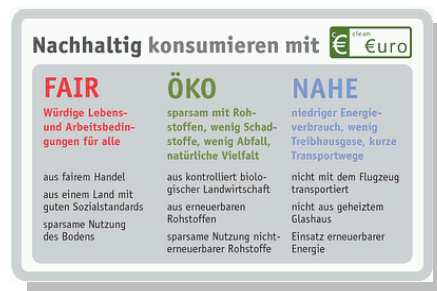 Nachhaltig konsumieren mit
€ clean
€uro
FAIR
Würdige Lebens-
und Arbeitsbedin-
gungen für alle
aus fairem Handel
aus einem Land mit
guten Sozialstandards
sparsame Nutzung
des Bodens
ÖKO
sparsam mit Roh-
stoffen, wenig Schad-
stoffe, wenig Abfall,
natürliche Vielfalt
aus kontrolliert biolo-
gischer Landwirtschaft
aus erneuerbaren
Rohstoffen
sparsame Nutzung nicht-
erneuerbarer Rohstoffe
NAHE
niedriger Energie-
verbrauch, wenig
Treibhausgase, kurze
Transportwege
nicht mit dem Flugzeug
transportiert
nicht aus geheiztem
Glashaus
Einsatz erneuerbarer
Energie